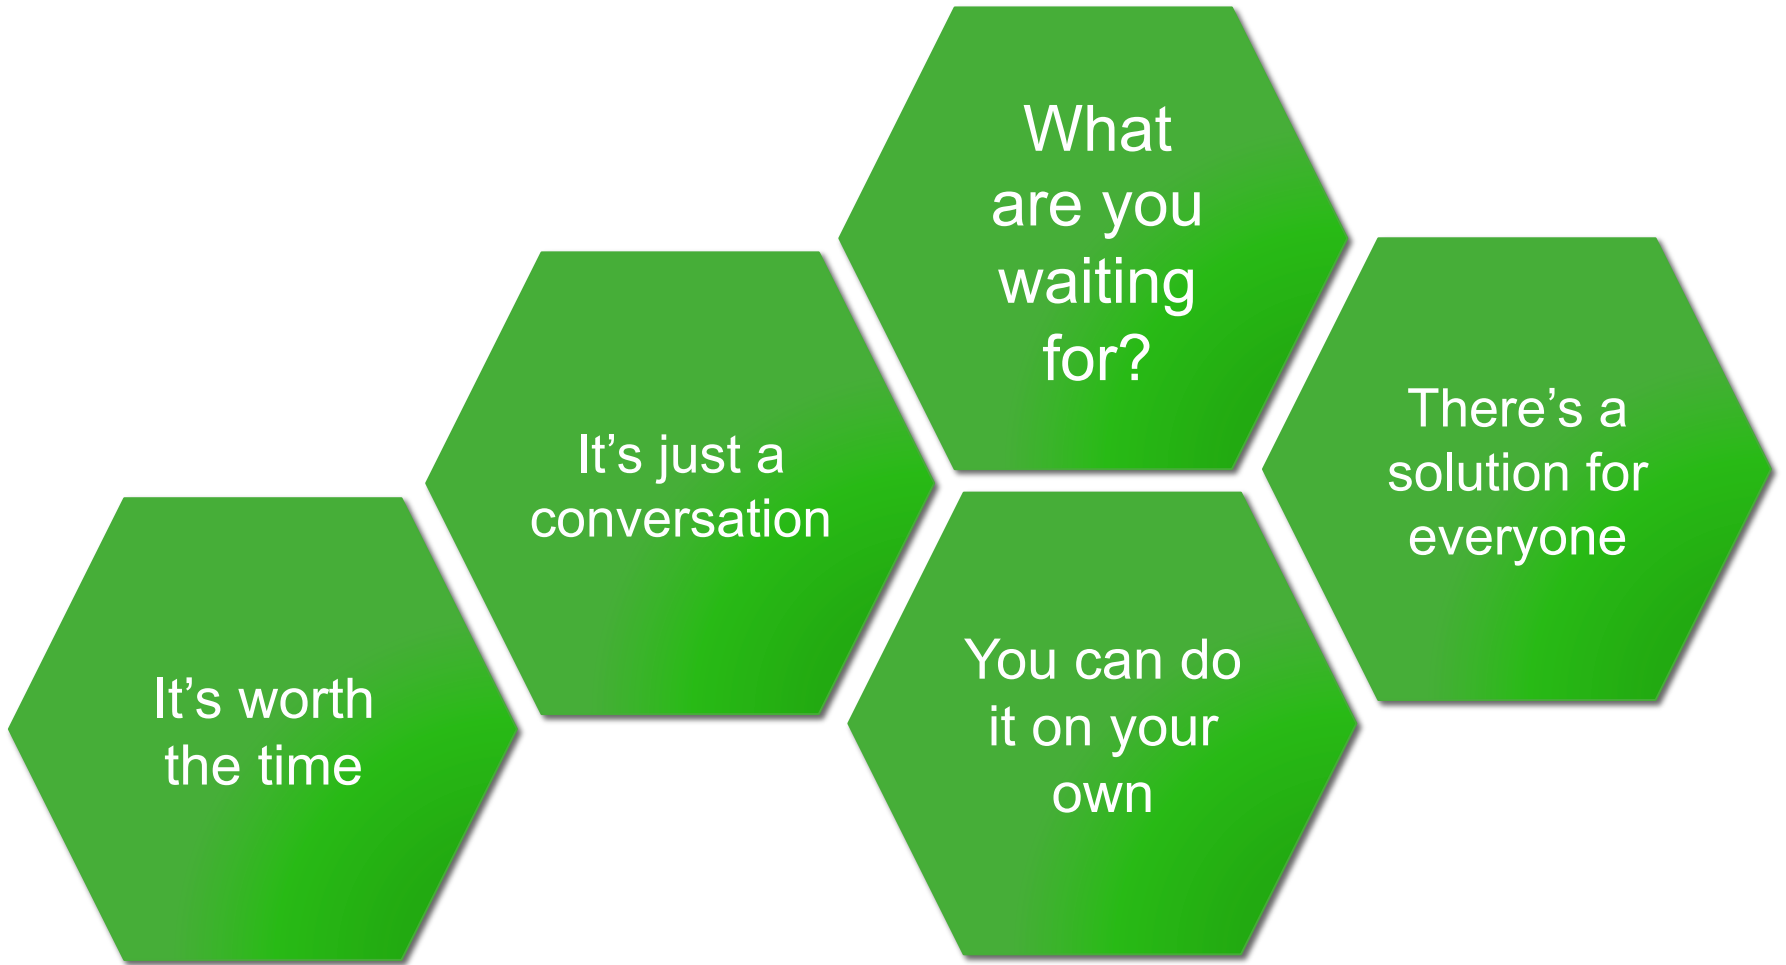 What
are you
waiting
for?
It’s just a
conversation
There’s a
solution for
everyone
It’s worth
the time
You can do
it on your
own